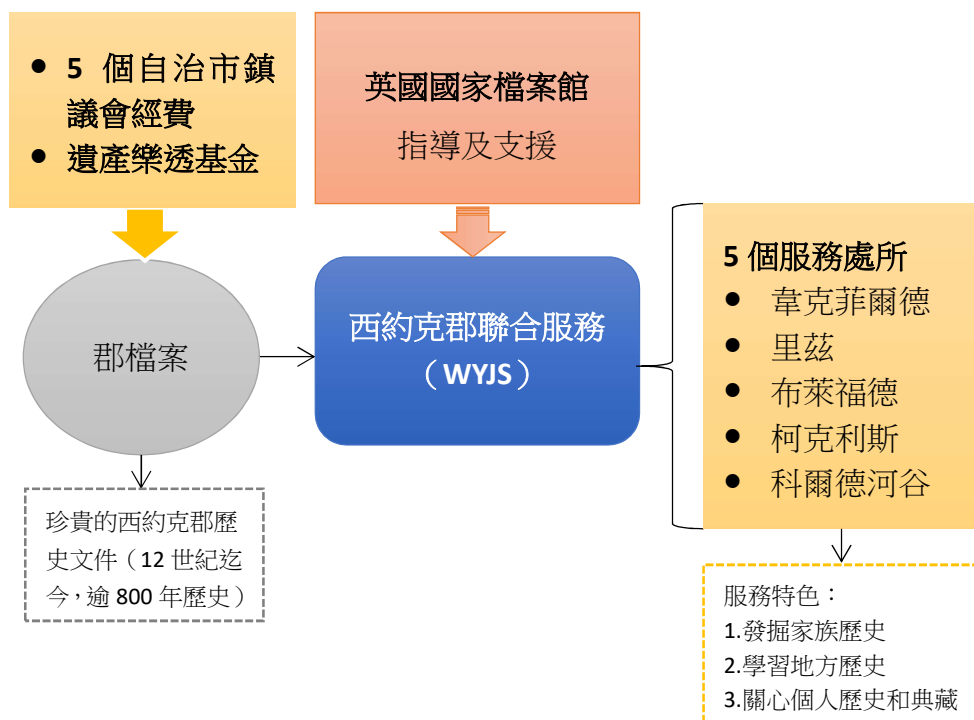 ● 5 個自治市鎮
議會經費
● 遺產樂透基金
英國國家檔案館
指導及支援
郡檔案
西約克郡聯合服務
（WYJS）
5 個服務處所
● 韋克菲爾德
● 里茲
● 布萊福德
● 柯克利斯
● 科爾德河谷
珍貴的西約克郡歷
史文件（12 世紀迄
今，逾 800 年歷史）
服務特色：
1.發掘家族歷史
2.學習地方歷史
3.關心個人歷史和典藏